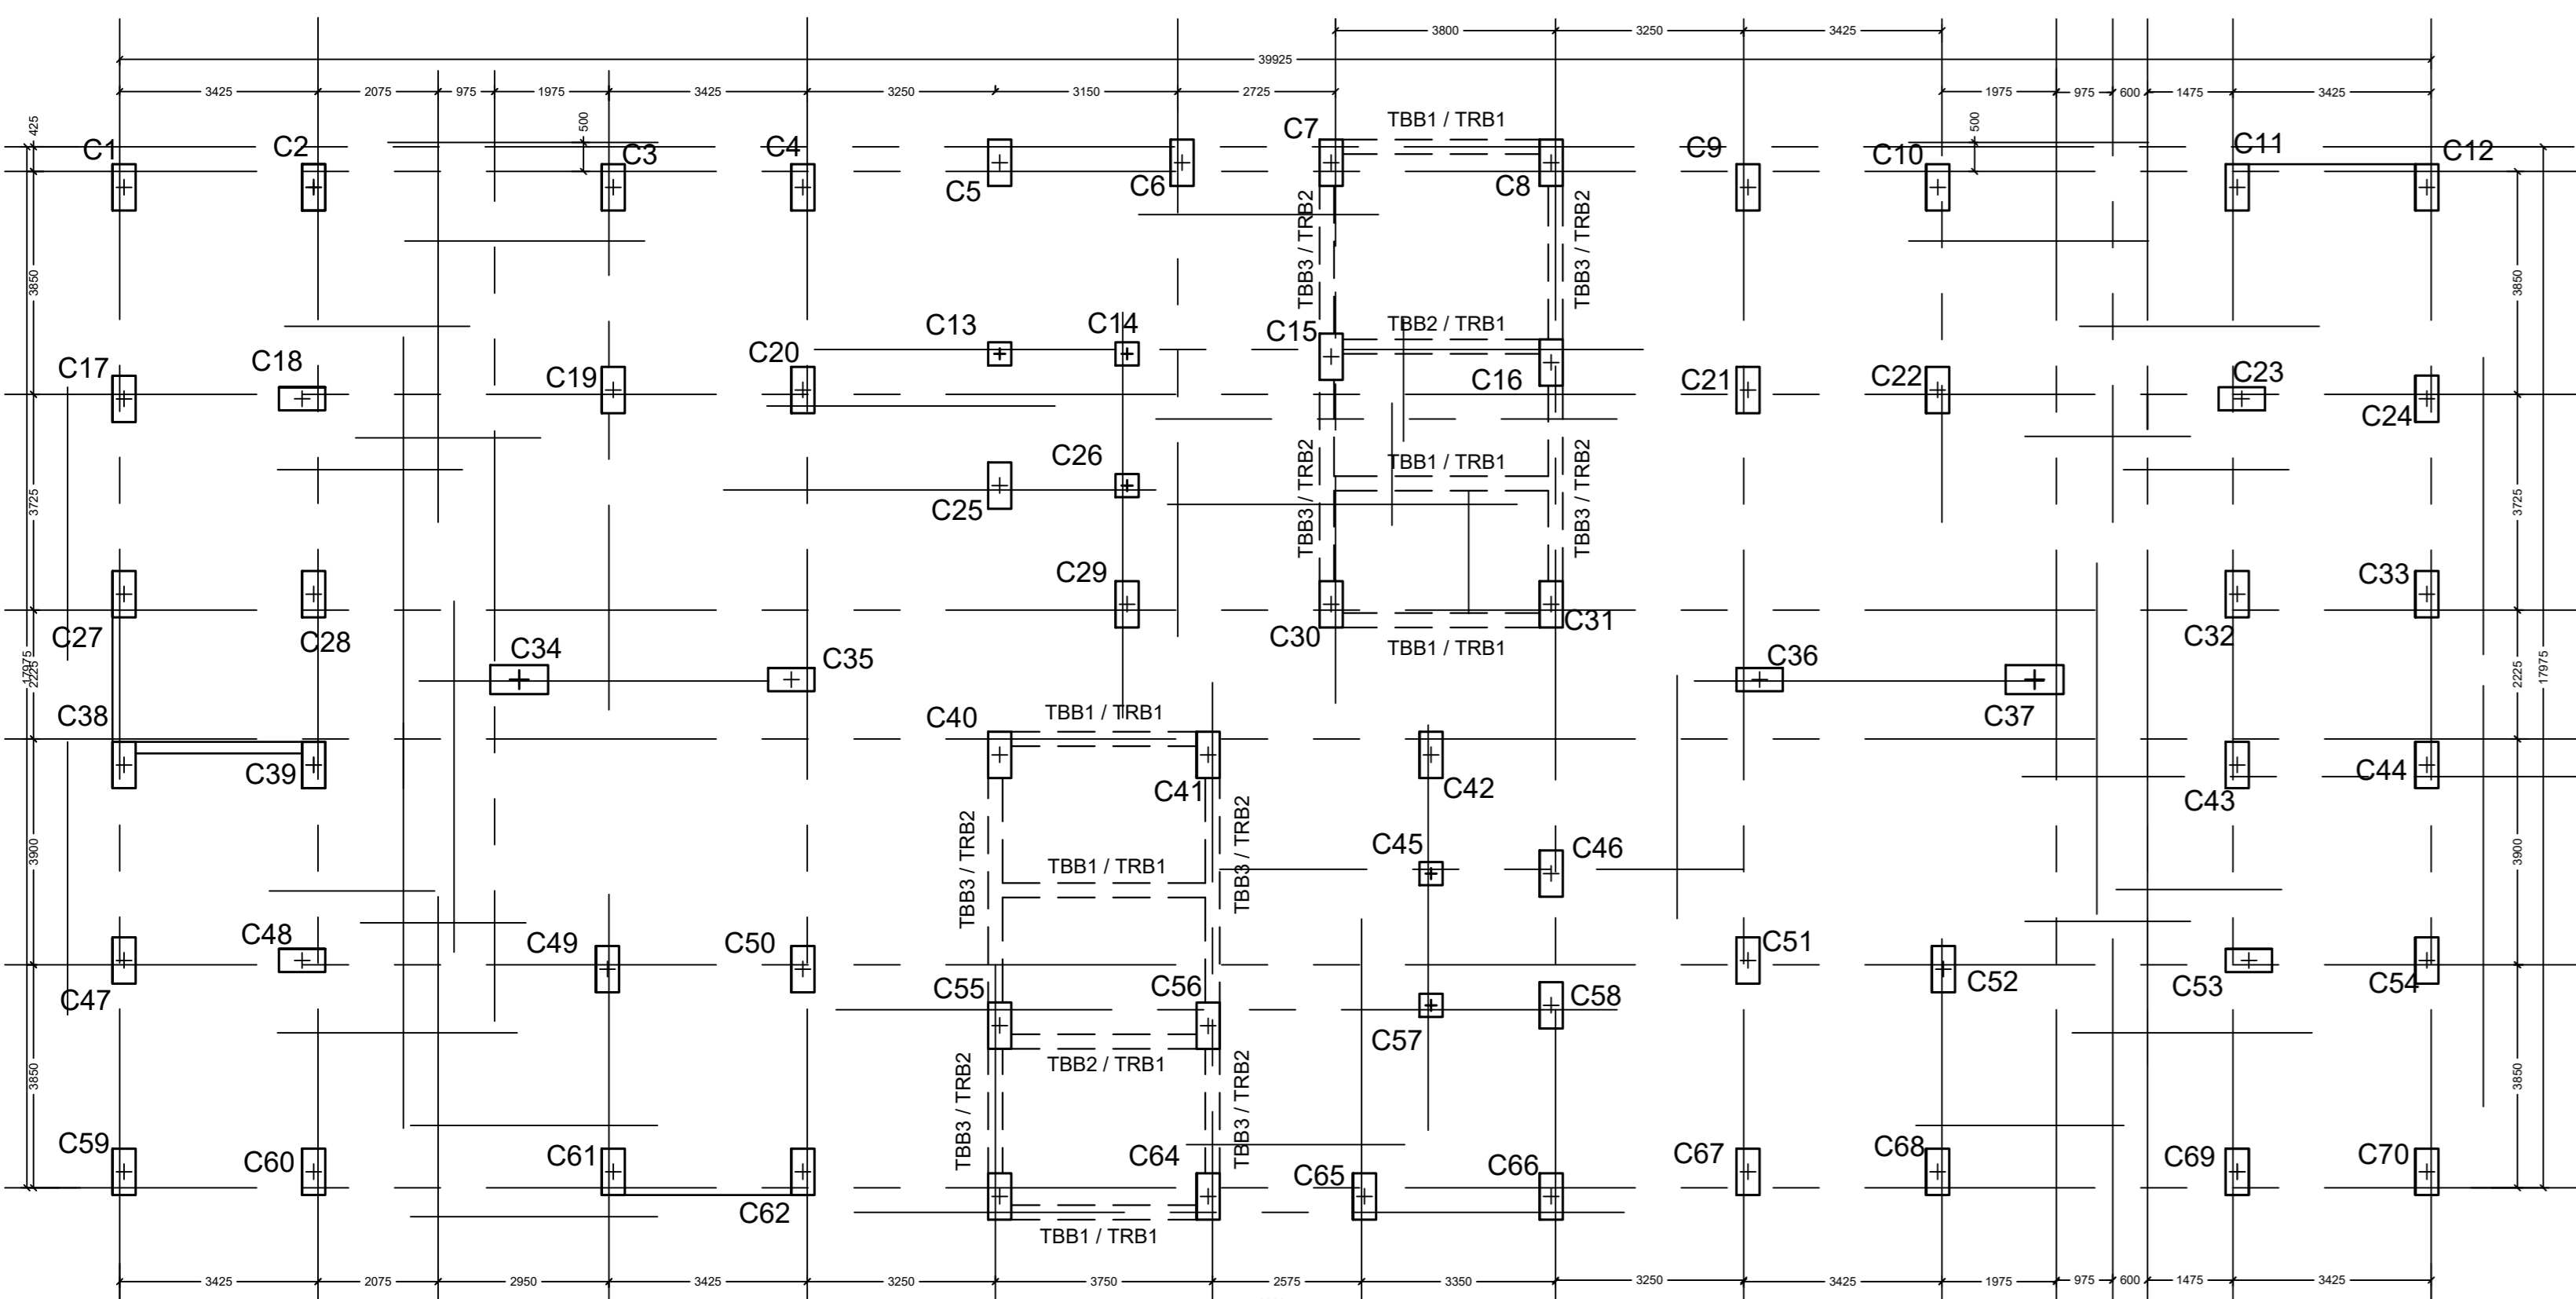 3800 3250 3425
39925
3425 2075 975 1975 3425 3250 3150 2725 1975 975 600 1475 3425
425 500 500
TBB1 / TRB1
C1 C2 C3 C4 C5 C6 C7 C8 C9 C10 C11 C12
TBB3 / TRB2 TBB3 / TRB2
3850 3850
C13 C14 C15 TBB2 / TRB1 C16
C17 C18 C19 C20 C21 C22 C23 C24
C25 C26 TBB1 / TRB1
TBB3 / TRB2 TBB3 / TRB2
3725 3725
C27 C28 C29 C30 C31 C32 C33
TBB1 / TRB1
C34 C35 C36 C37
17975 2225 2225 17975
C38 C39 C40 TBB1 / TRB1 C41 C42 C43 C44
TBB3 / TRB2 TBB3 / TRB2
3900 TBB1 / TRB1 C45 C46 3900
C47 C48 C49 C50 C51 C52 C53 C54
C55 C56 C57 C58
TBB2 / TRB1
3850 TBB3 / TRB2 TBB3 / TRB2 3850
C59 C60 C61 C62 C64 C65 C66 C67 C68 C69 C70
TBB1 / TRB1
3425 2075 2950 3425 3250 3750 2575 3350 3250 3425 1975 975 600 1475 3425